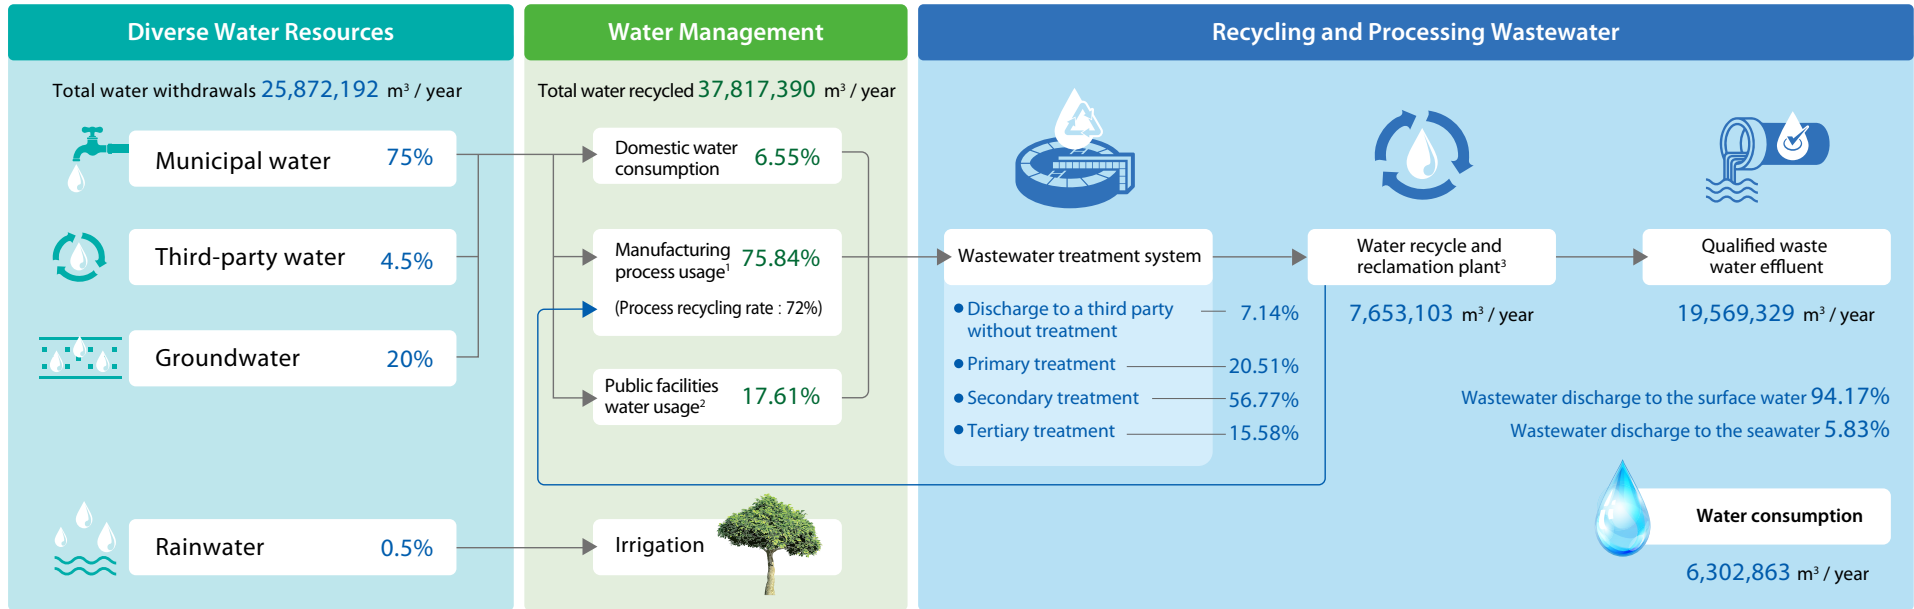 Diverse Water Resources
Total water withdrawals 25,872,192 m³ / year
Municipal water 75%
Third-party water 4.5%
Groundwater 20%
Rainwater 0.5%
Water Management
Total water recycled 37,817,390 m³ / year
Domestic water
consumption
6.55%
Manufacturing
process usage¹
75.84%
(Process recycling rate : 72%)
Public facilities
water usage²
17.61%
Irrigation
Recycling and Processing Wastewater
Wastewater treatment system
• Discharge to a third party
without treatment
7.14%
• Primary treatment 20.51%
• Secondary treatment 56.77%
• Tertiary treatment 15.58%
Water recycle and
reclamation plant³
7,653,103 m³ / year
Qualified waste
water effluent
19,569,329 m³ / year
Wastewater discharge to the surface water 94.17%
Wastewater discharge to the seawater 5.83%
Water consumption
6,302,863 m³ / year